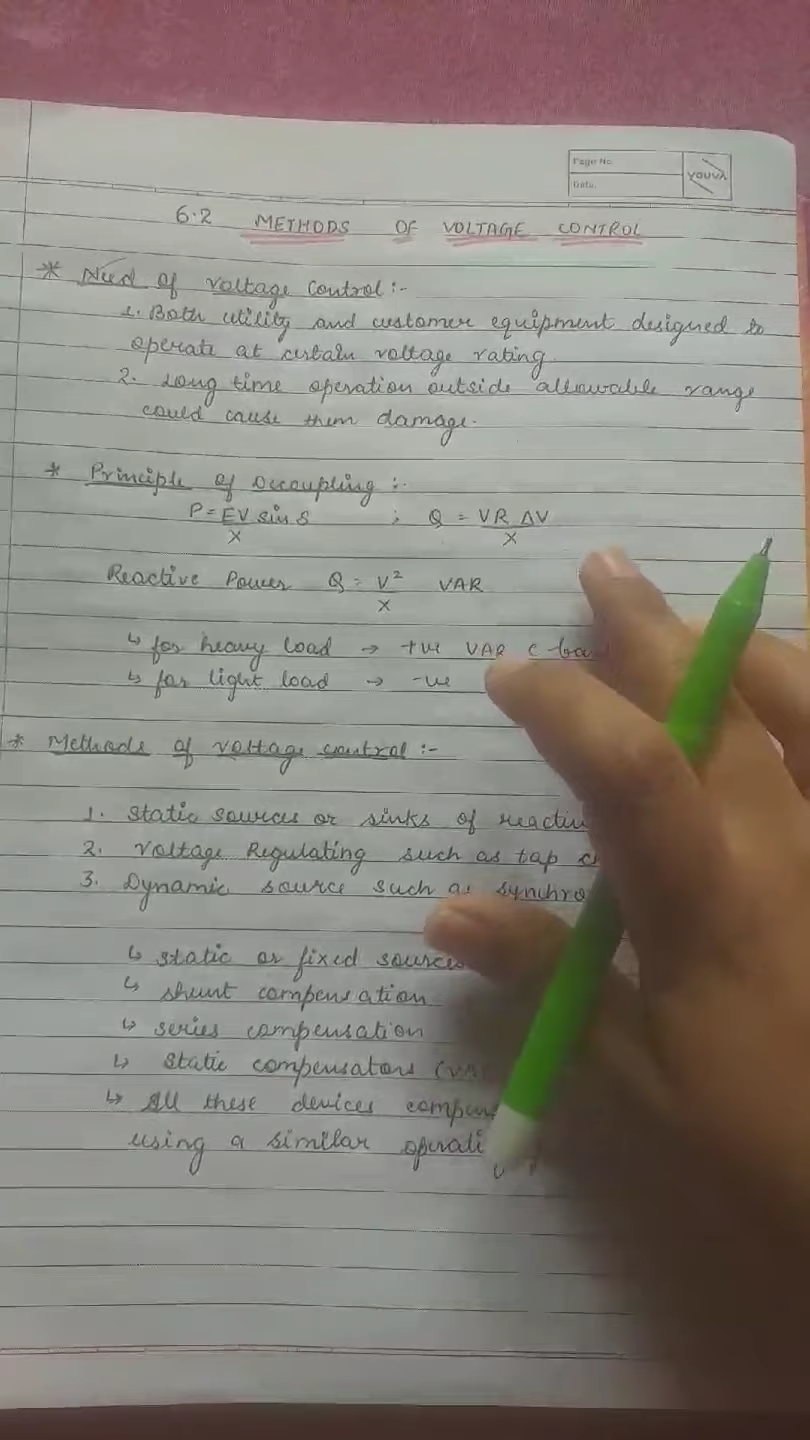 Page No.
Date.
YOUVA
6.2 METHODS OF VOLTAGE CONTROL
* Need of voltage control :-
1. Both utility and customer equipment designed to
operate at certain voltage rating.
2. Long time operation outside allowable range
could cause them damage.
* Principle of Decoupling :-
P = EV sin δ / X ; Q = VR ΔV / X
Reactive Power Q = V² / X VAR
↳ for heavy load → +ve VAR C
↳ for light load → -ve
* Methods of voltage control :-
1. Static sources or sinks of
2. Voltage Regulating such as tap
3. Dynamic source such as
↳ static or fixed sources
↳ shunt compensation
↳ series compensation
↳ static compensators
↳ All these devices
using a similar